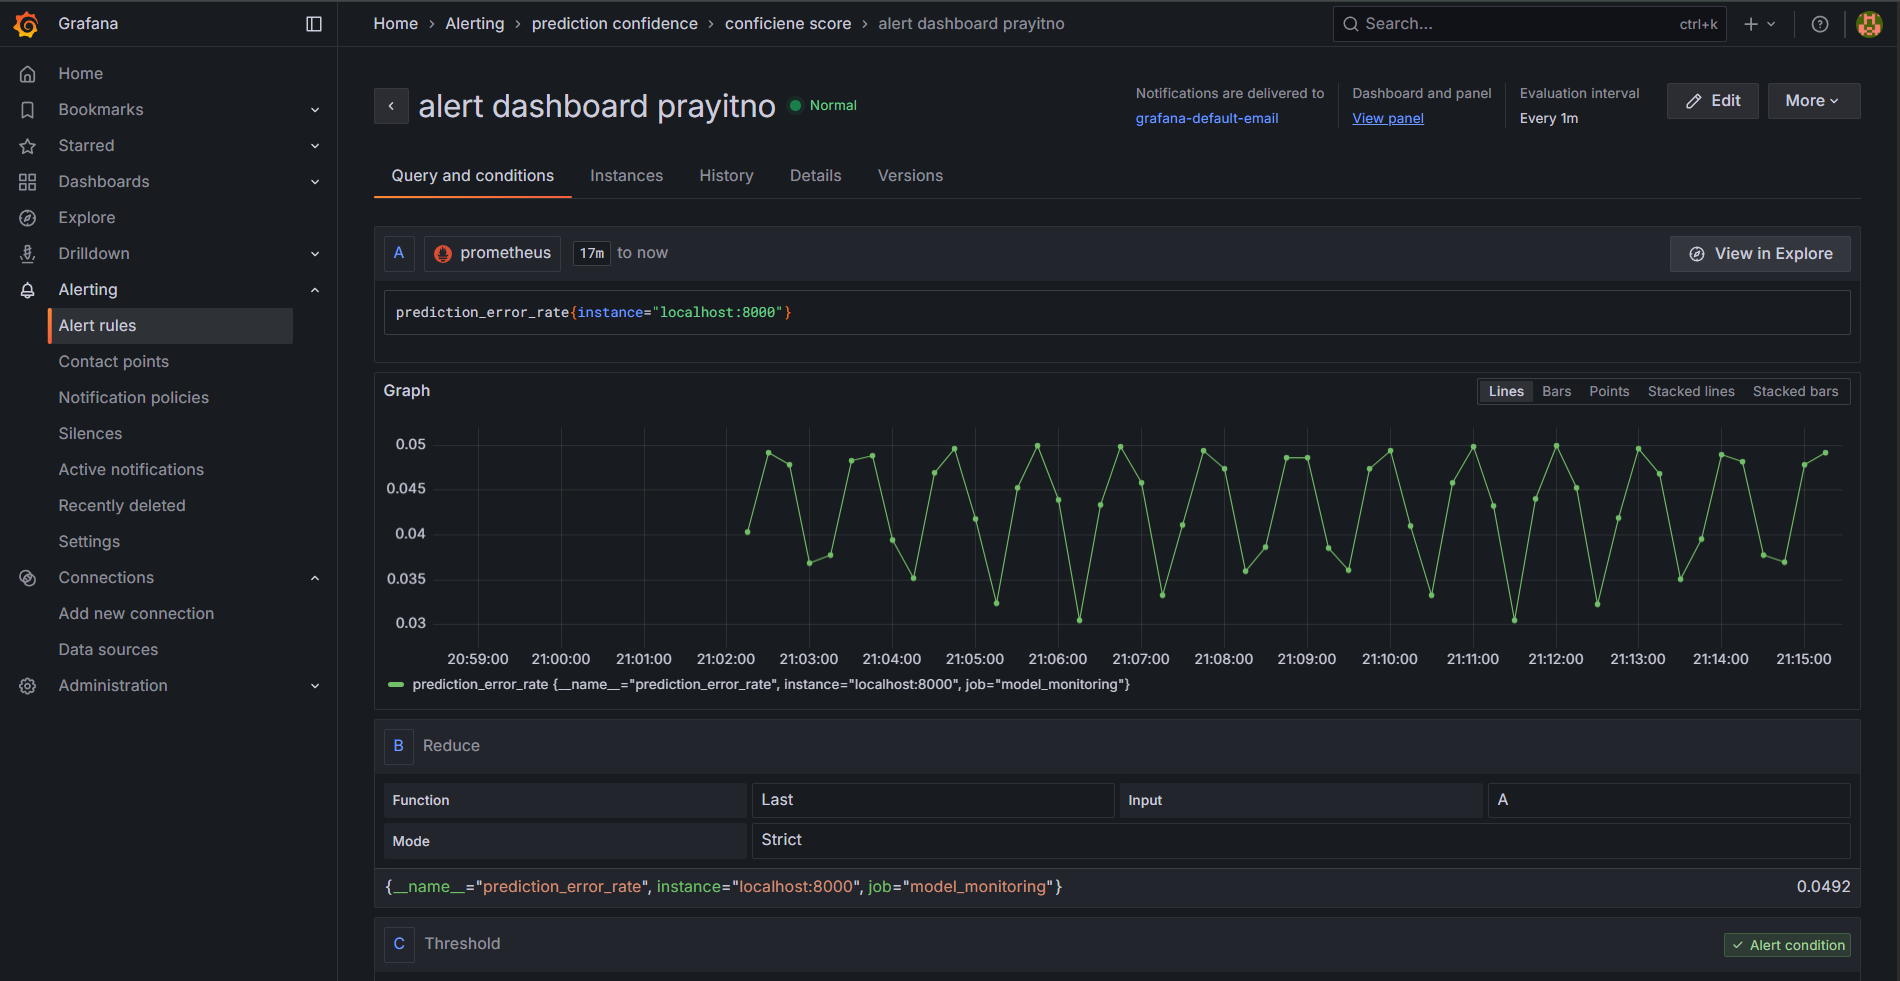 Grafana
Home › Alerting › prediction confidence › conficiene score › alert dashboard prayitno
Search... ctrl+k
Home
Bookmarks
Starred
Dashboards
Explore
Drilldown
Alerting
Alert rules
Contact points
Notification policies
Silences
Active notifications
Recently deleted
Settings
Connections
Add new connection
Data sources
Administration
alert dashboard prayitno Normal
Notifications are delivered to
grafana-default-email
Dashboard and panel
View panel
Evaluation interval
Every 1m
Edit
More
Query and conditions Instances History Details Versions
A prometheus 17m to now View in Explore
prediction_error_rate{instance="localhost:8000"}
Graph
Lines Bars Points Stacked lines Stacked bars
0.05
0.045
0.04
0.035
0.03
20:59:00 21:00:00 21:01:00 21:02:00 21:03:00 21:04:00 21:05:00 21:06:00 21:07:00 21:08:00 21:09:00 21:10:00 21:11:00 21:12:00 21:13:00 21:14:00 21:15:00
prediction_error_rate {__name__="prediction_error_rate", instance="localhost:8000", job="model_monitoring"}
B Reduce
Function Last Input A
Mode Strict
{__name__="prediction_error_rate", instance="localhost:8000", job="model_monitoring"} 0.0492
C Threshold Alert condition